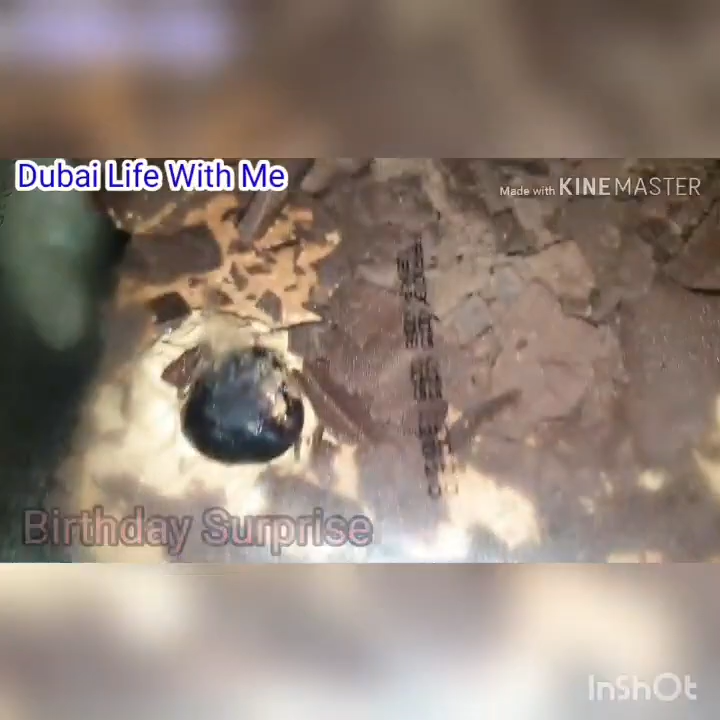 Dubai Life With Me
Made with KINEMASTER
Birthday Surprise
InShOt